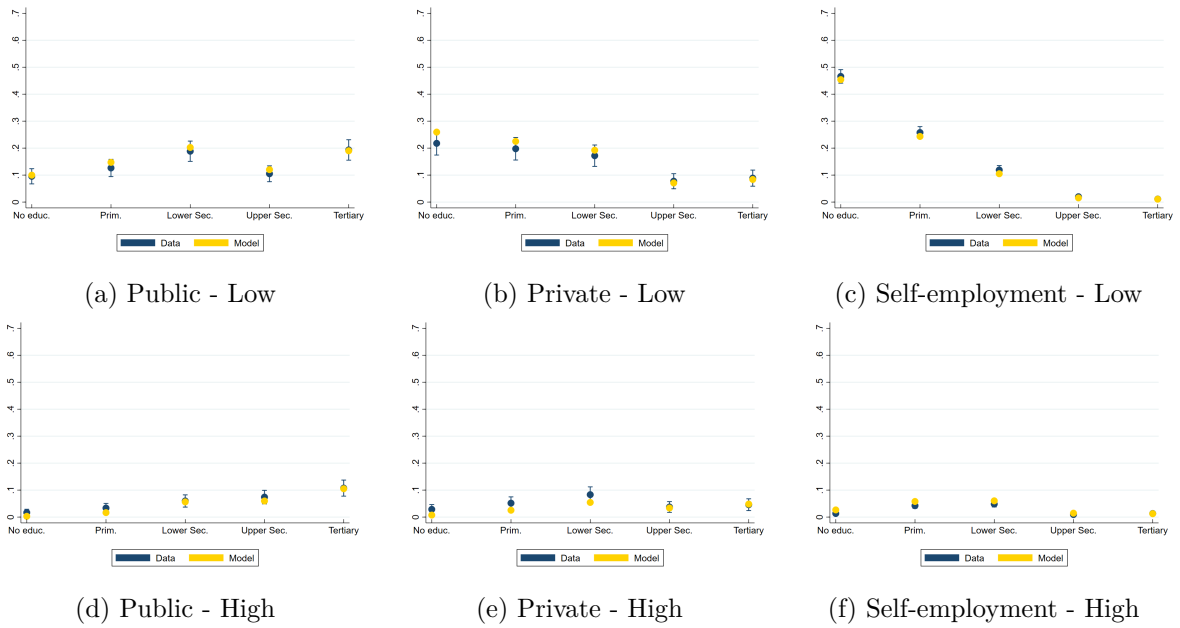 .7
.6
.5
.4
.3
.2
.1
0
No educ. Prim. Lower Sec. Upper Sec. Tertiary
Data Model
(a) Public - Low
.7
.6
.5
.4
.3
.2
.1
0
No educ. Prim. Lower Sec. Upper Sec. Tertiary
Data Model
(b) Private - Low
.7
.6
.5
.4
.3
.2
.1
0
No educ. Prim. Lower Sec. Upper Sec. Tertiary
Data Model
(c) Self-employment - Low
.7
.6
.5
.4
.3
.2
.1
0
No educ. Prim. Lower Sec. Upper Sec. Tertiary
Data Model
(d) Public - High
.7
.6
.5
.4
.3
.2
.1
0
No educ. Prim. Lower Sec. Upper Sec. Tertiary
Data Model
(e) Private - High
.7
.6
.5
.4
.3
.2
.1
0
No educ. Prim. Lower Sec. Upper Sec. Tertiary
Data Model
(f) Self-employment - High